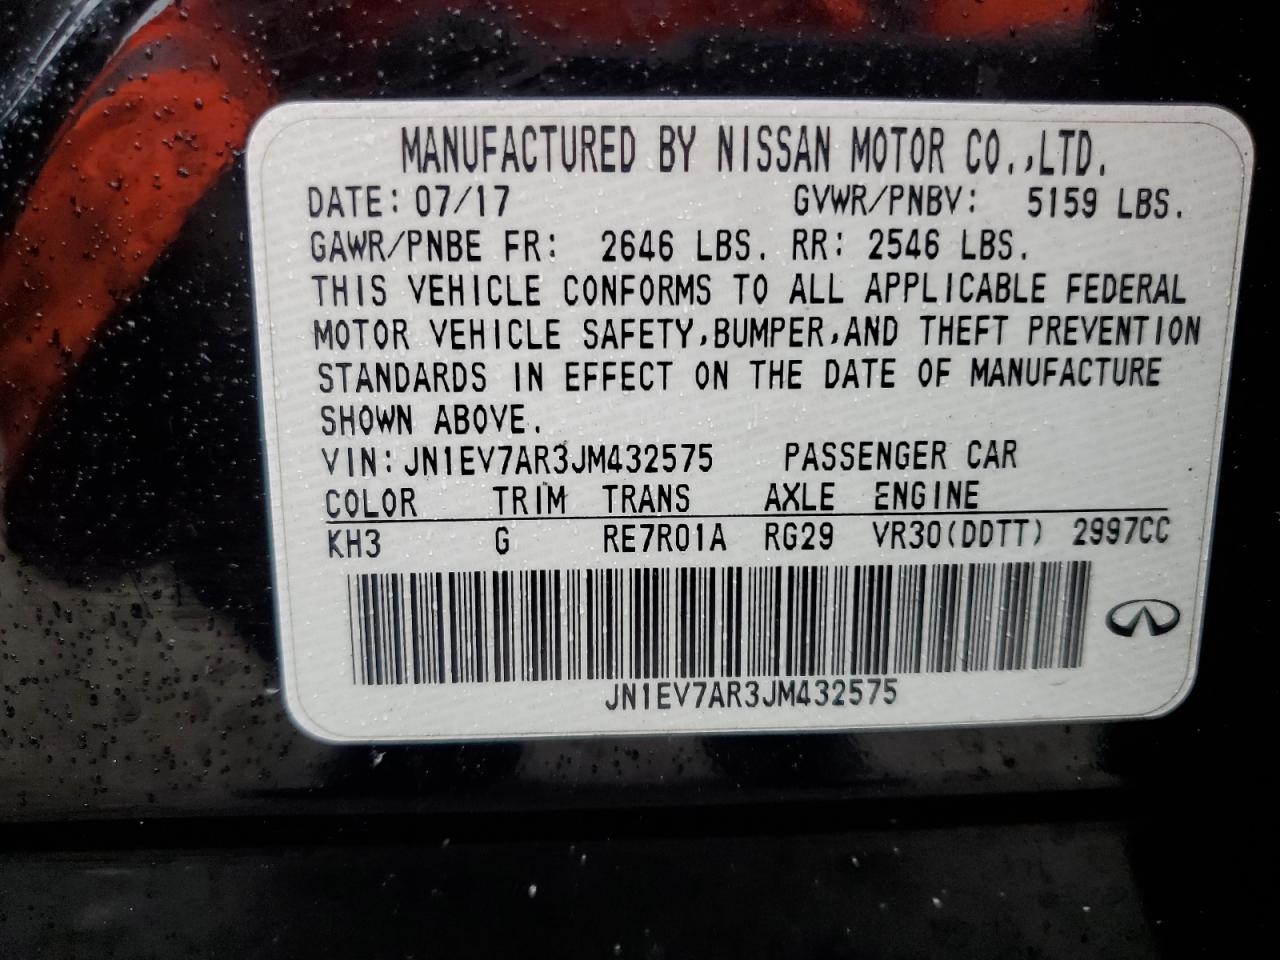 MANUFACTURED BY NISSAN MOTOR CO.,LTD.
DATE: 07/17 GVWR/PNBV: 5159 LBS.
GAWR/PNBE FR: 2646 LBS. RR: 2546 LBS.
THIS VEHICLE CONFORMS TO ALL APPLICABLE FEDERAL
MOTOR VEHICLE SAFETY,BUMPER,AND THEFT PREVENTION
STANDARDS IN EFFECT ON THE DATE OF MANUFACTURE
SHOWN ABOVE.
VIN:JN1EV7AR3JM432575 PASSENGER CAR
COLOR TRIM TRANS AXLE ENGINE
KH3 G RE7R01A RG29 VR30(DDTT) 2997CC
JN1EV7AR3JM432575